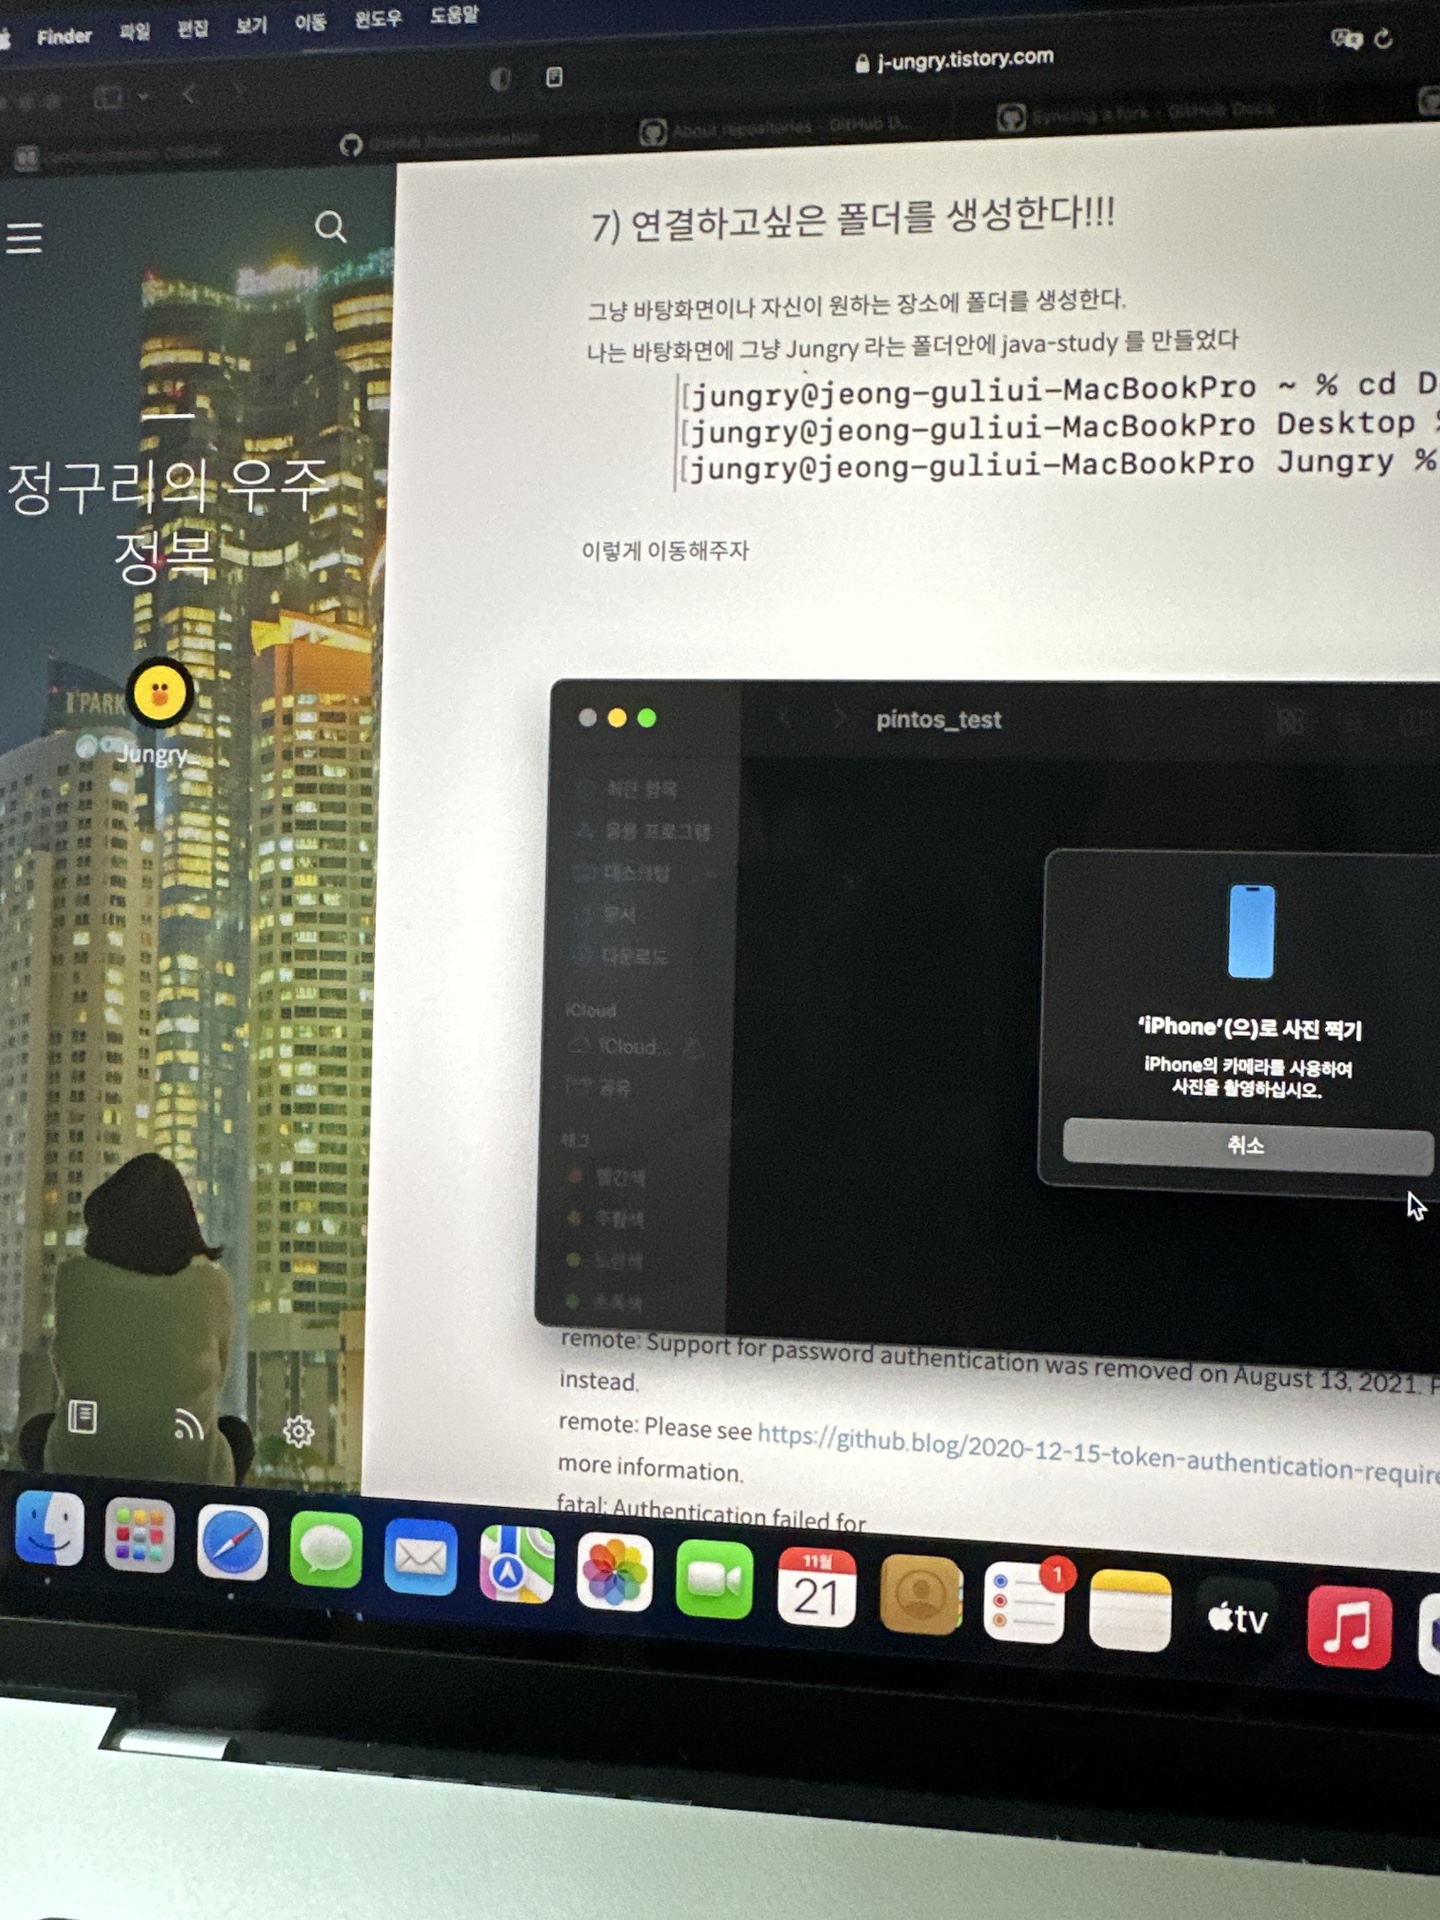 Finder 파일 편집 보기 이동 윈도우 도움말
j-ungry.tistory.com
About repositories - GitHub D...
Syncing a fork - GitHub Docs
7) 연결하고싶은 폴더를 생성한다!!!
그냥 바탕화면이나 자신이 원하는 장소에 폴더를 생성한다.
나는 바탕화면에 그냥 Jungry 라는 폴더안에 java-study 를 만들었다
[jungry@jeong-guliui-MacBookPro ~ % cd D
[jungry@jeong-guliui-MacBookPro Desktop %
[jungry@jeong-guliui-MacBookPro Jungry %
이렇게 이동해주자
정구리의 우주
정복
I'PARK
Jungry_
pintos_test
최근 항목
응용 프로그램
데스크탑
문서
다운로드
iCloud
iCloud...
공유
태그
빨간색
주황색
노란색
초록색
'iPhone'(으)로 사진 찍기
iPhone의 카메라를 사용하여
사진을 촬영하십시오.
취소
remote: Support for password authentication was removed on August 13, 2021. P
instead.
remote: Please see https://github.blog/2020-12-15-token-authentication-require
more information.
fatal: Authentication failed for
11월
21
1
tv